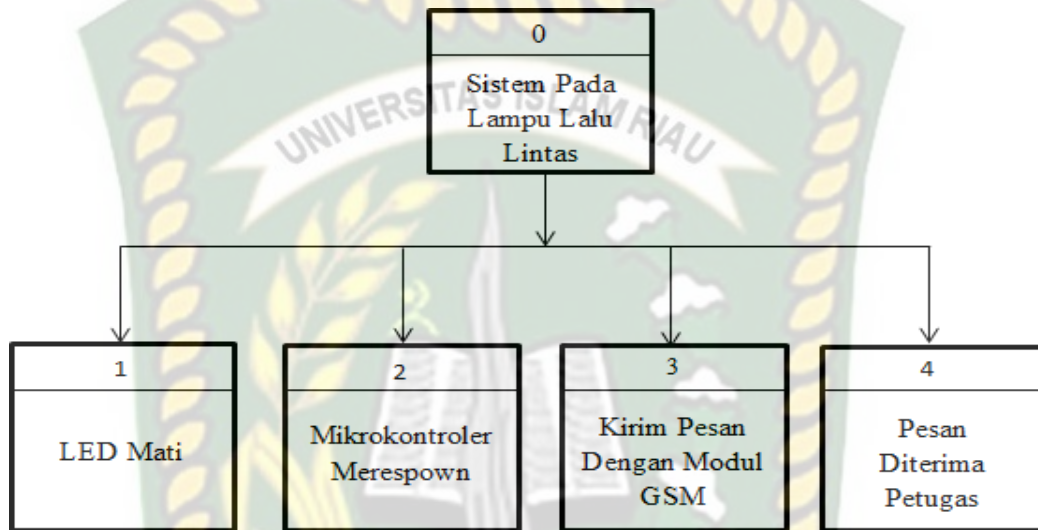 0
Sistem Pada
Lampu Lalu
Lintas
UNIVERSITAS ISLAM RIAU
1
LED Mati
2
Mikrokontroler
Merespown
3
Kirim Pesan
Dengan Modul
GSM
4
Pesan
Diterima
Petugas